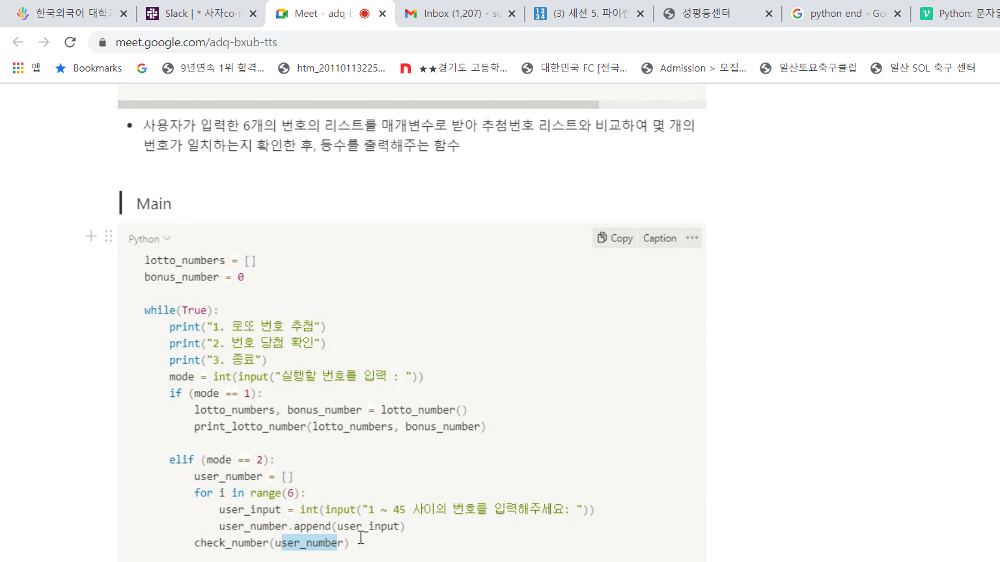 한국외국어 대학교
Slack | * 사자co-
Meet - adq-b
Inbox (1,207) - su
(3) 세션 5. 파이썬
성평등센터
python end - Go
Python: 문자열
meet.google.com/adq-bxub-tts
앱
Bookmarks
9년연속 1위 합격...
htm_20110113225...
★★경기도 고등학...
대한민국 FC [전국...
Admission > 모집...
일산토요축구클럽
일산 SOL 축구 센터
• 사용자가 입력한 6개의 번호의 리스트를 매개변수로 받아 추첨번호 리스트와 비교하여 몇 개의
번호가 일치하는지 확인한 후, 등수를 출력해주는 함수
Main
Python
Copy
Caption
lotto_numbers = []
bonus_number = 0
while(True):
print("1. 로또 번호 추첨")
print("2. 번호 당첨 확인")
print("3. 종료")
mode = int(input("실행할 번호를 입력 : "))
if (mode == 1):
lotto_numbers, bonus_number = lotto_number()
print_lotto_number(lotto_numbers, bonus_number)
elif (mode == 2):
user_number = []
for i in range(6):
user_input = int(input("1 ~ 45 사이의 번호를 입력해주세요: "))
user_number.append(user_input)
check_number(user_number)